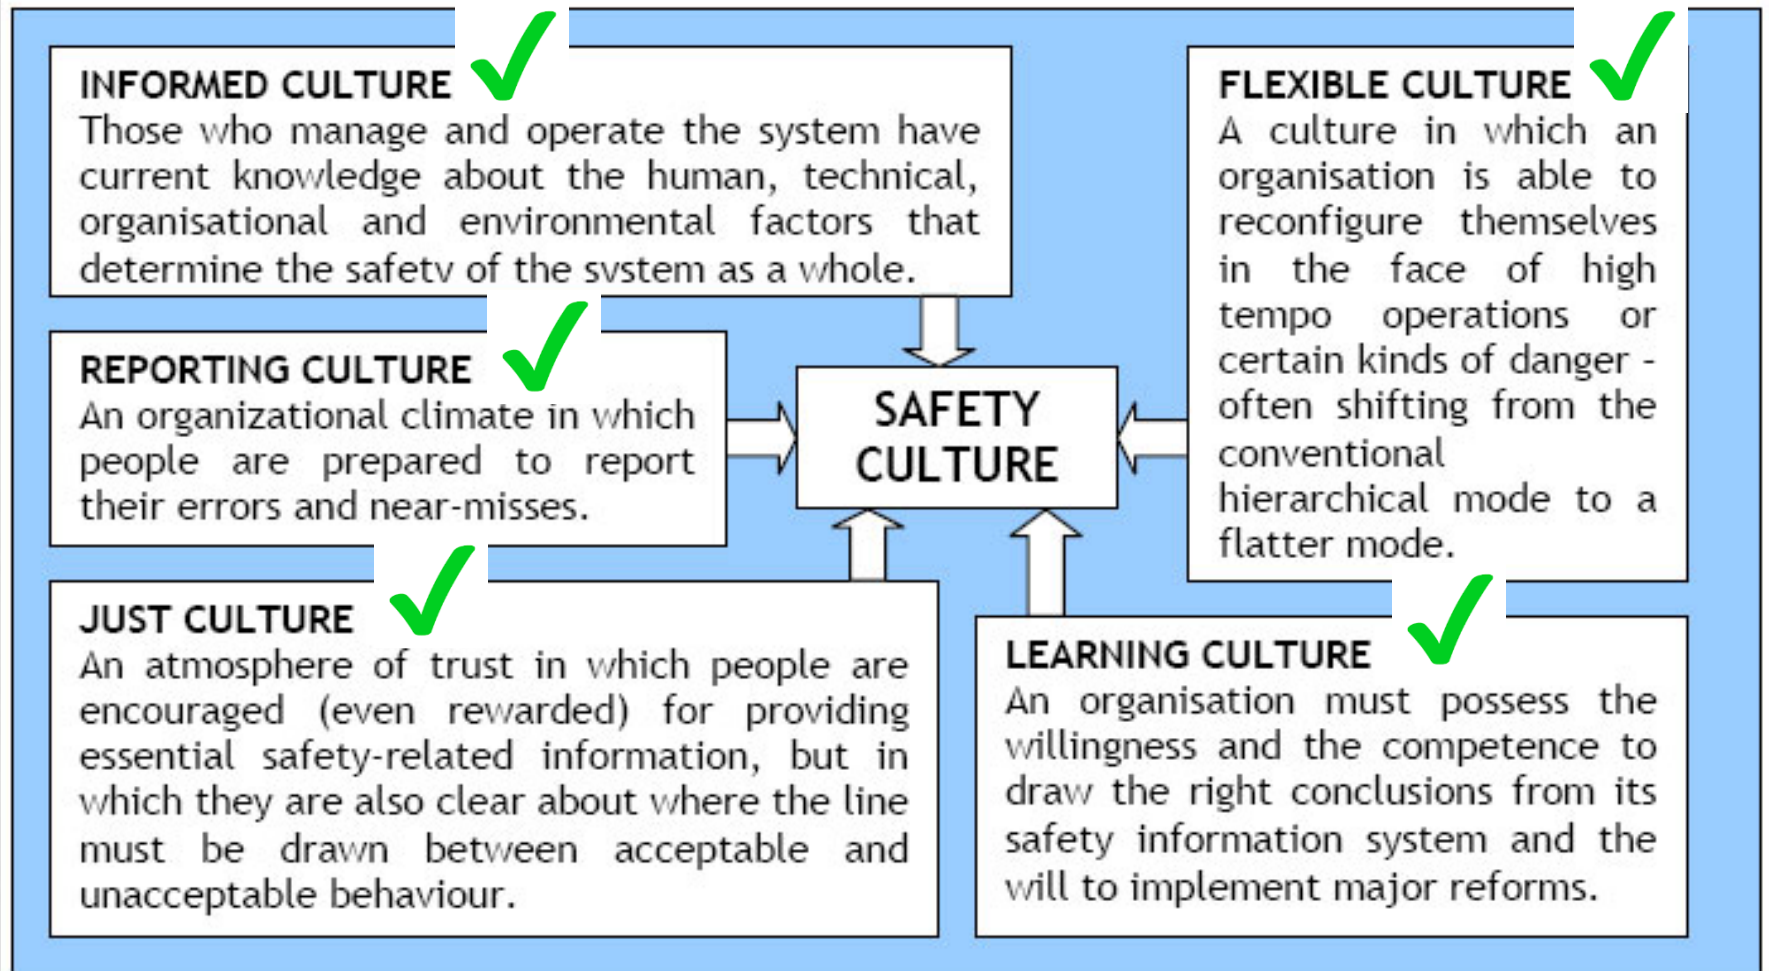 INFORMED CULTURE
Those who manage and operate the system have
current knowledge about the human, technical,
organisational and environmental factors that
determine the safety of the system as a whole.
REPORTING CULTURE
An organizational climate in which
people are prepared to report
their errors and near-misses.
JUST CULTURE
An atmosphere of trust in which people are
encouraged (even rewarded) for providing
essential safety-related information, but in
which they are also clear about where the line
must be drawn between acceptable and
unacceptable behaviour.
SAFETY
CULTURE
FLEXIBLE CULTURE
A culture in which an
organisation is able to
reconfigure themselves
in the face of high
tempo operations or
certain kinds of danger -
often shifting from the
conventional
hierarchical mode to a
flatter mode.
LEARNING CULTURE
An organisation must possess the
willingness and the competence to
draw the right conclusions from its
safety information system and the
will to implement major reforms.